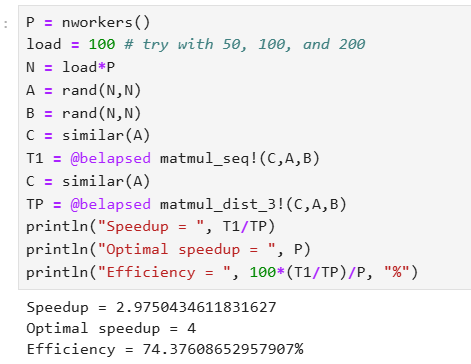 :
P = nworkers()
load = 100 # try with 50, 100, and 200
N = load*P
A = rand(N,N)
B = rand(N,N)
C = similar(A)
T1 = @belapsed matmul_seq!(C,A,B)
C = similar(A)
TP = @belapsed matmul_dist_3!(C,A,B)
println("Speedup = ", T1/TP)
println("Optimal speedup = ", P)
println("Efficiency = ", 100*(T1/TP)/P, "%")
Speedup = 2.9750434611831627
Optimal speedup = 4
Efficiency = 74.37608652957907%